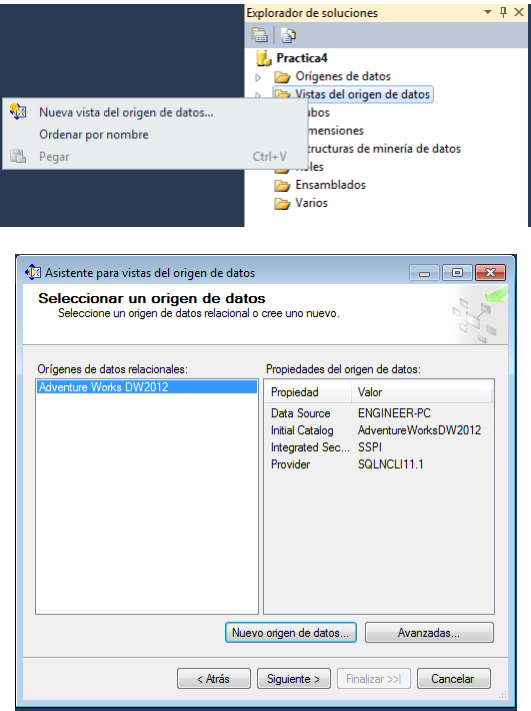 Explorador de soluciones
Practica4
Orígenes de datos
Vistas del origen de datos
Nueva vista del origen de datos...
bos
Ordenar por nombre
mensiones
Pegar Ctrl+V
tructuras de minería de datos
les
Ensamblados
Varios
Asistente para vistas del origen de datos
Seleccionar un origen de datos
Seleccione un origen de datos relacional o cree uno nuevo.
Orígenes de datos relacionales:
Adventure Works DW2012
Propiedades del origen de datos:
Propiedad Valor
Data Source ENGINEER-PC
Initial Catalog AdventureWorksDW2012
Integrated Sec... SSPI
Provider SQLNCLI11.1
Nuevo origen de datos... Avanzadas...
< Atrás Siguiente > Finalizar >>| Cancelar